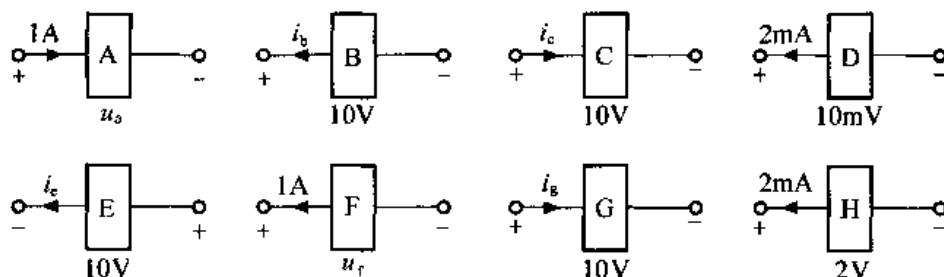 1A A i_b B i_c C 2mA D
+ - + - + - + -
u_a 10V 10V 10mV
i_e E 1A F i_g G 2mA H
- + + - + - + -
10V u_f 10V 2V